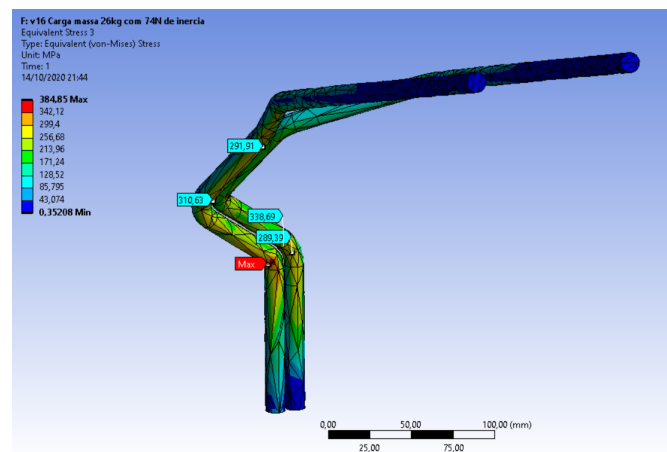 F: v16 Carga massa 26kg com 74N de inercia
Equivalent Stress 3
Type: Equivalent (von-Mises) Stress
Unit: MPa
Time: 1
14/10/2020 21:44
384,85 Max
342,12
299,4
256,68
213,96
171,24
128,52
85,795
43,074
0,35208 Min
291,91
310,63
338,69
289,39
Max
0,00 50,00 100,00 (mm)
25,00 75,00